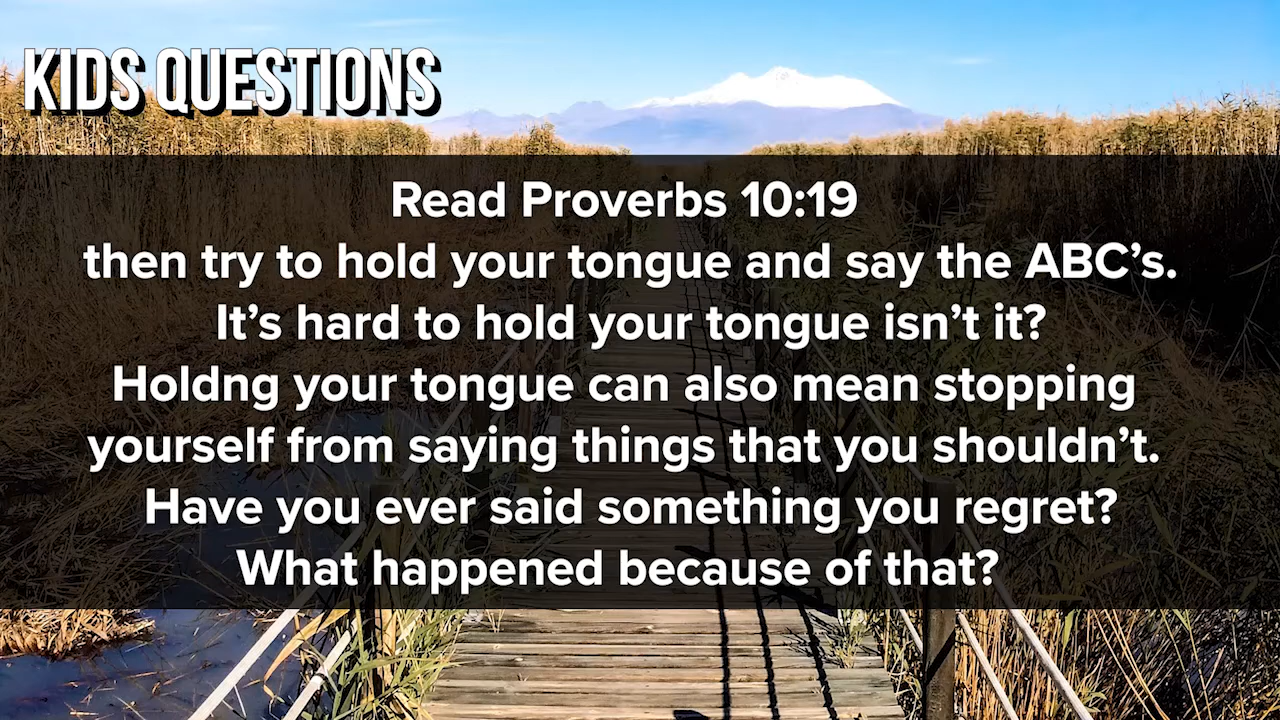 KIDS QUESTIONS
Read Proverbs 10:19
then try to hold your tongue and say the ABC’s.
It’s hard to hold your tongue isn’t it?
Holdng your tongue can also mean stopping
yourself from saying things that you shouldn’t.
Have you ever said something you regret?
What happened because of that?